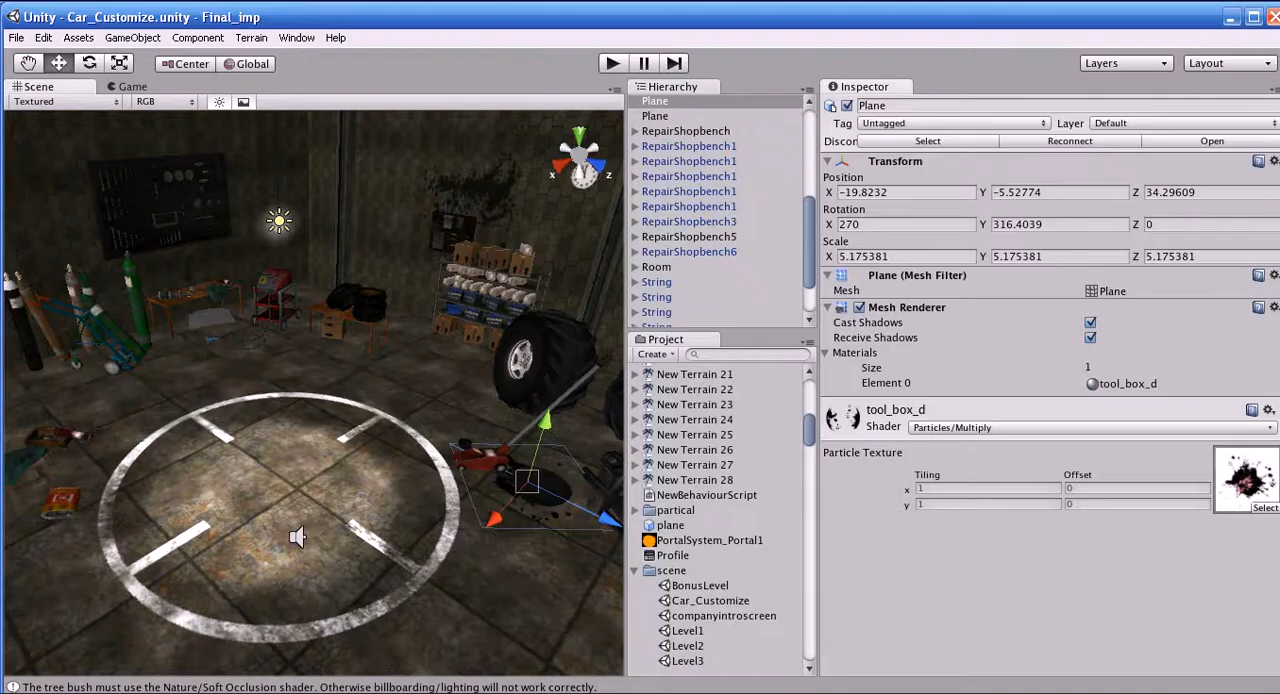 Unity - Car_Customize.unity - Final_imp
File Edit Assets GameObject Component Terrain Window Help
Center Global Layers Layout
Scene Game
Textured RGB
Hierarchy
Plane
Plane
RepairShopbench
RepairShopbench1
RepairShopbench1
RepairShopbench1
RepairShopbench1
RepairShopbench1
RepairShopbench3
RepairShopbench5
RepairShopbench6
Room
String
String
String
String
Project
Create
New Terrain 21
New Terrain 22
New Terrain 23
New Terrain 24
New Terrain 25
New Terrain 26
New Terrain 27
New Terrain 28
NewBehaviourScript
partical
plane
PortalSystem_Portal1
Profile
scene
BonusLevel
Car_Customize
companyintroscreen
Level1
Level2
Level3
Inspector
Plane
Tag Untagged Layer Default
Discor Select Reconnect Open
Transform
Position
X -19.8232 Y -5.52774 Z 34.29609
Rotation
X 270 Y 316.4039 Z 0
Scale
X 5.175381 Y 5.175381 Z 5.175381
Plane (Mesh Filter)
Mesh Plane
Mesh Renderer
Cast Shadows
Receive Shadows
Materials
Size 1
Element 0 tool_box_d
tool_box_d
Shader Particles/Multiply
Particle Texture
Tiling Offset
x 1 0
y 1 0
Select
x z
The tree bush must use the Nature/Soft Occlusion shader. Otherwise billboarding/lighting will not work correctly.